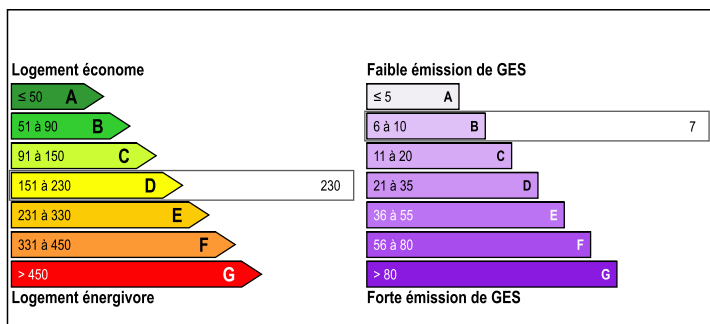 Logement économe
≤ 50 A
51 à 90 B
91 à 150 C
151 à 230 D 230
231 à 330 E
331 à 450 F
> 450 G
Logement énergivore
Faible émission de GES
≤ 5 A
6 à 10 B 7
11 à 20 C
21 à 35 D
36 à 55 E
56 à 80 F
> 80 G
Forte émission de GES